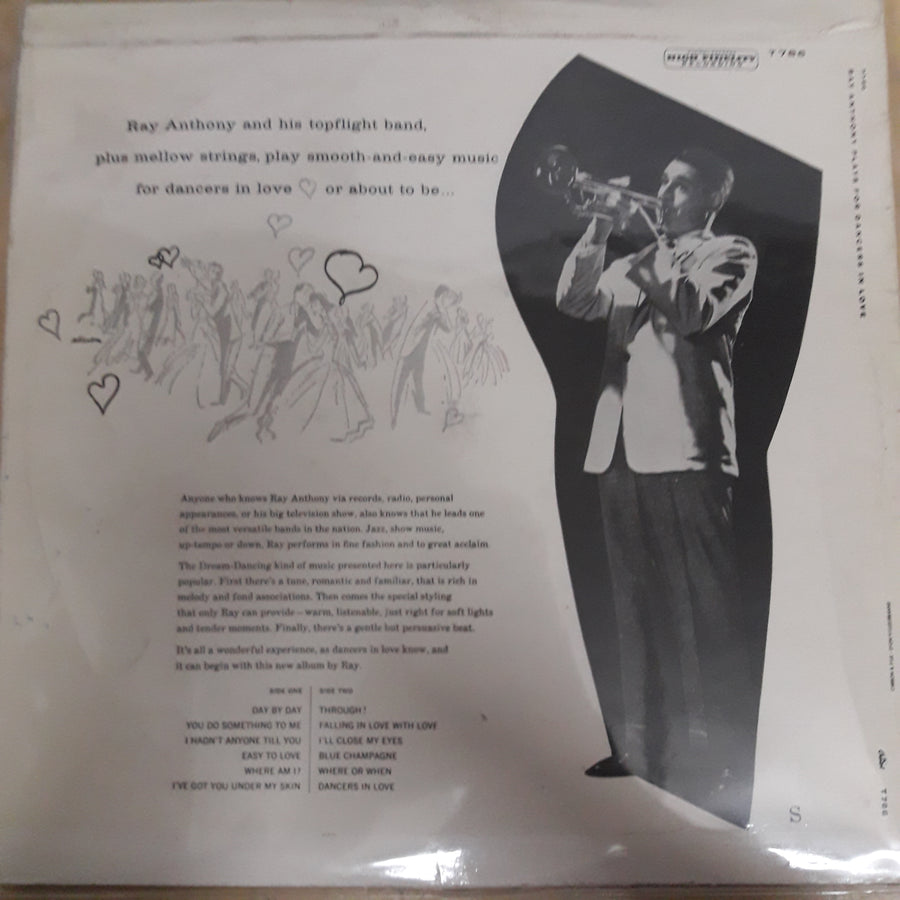 HIGH FIDELITY
RECORDING
T786
RAY ANTHONY PLAYS FOR DANCERS IN LOVE
Ray Anthony and his topflight band,
plus mellow strings, play smooth-and-easy music
for dancers in love ♡ or about to be...
Anyone who knows Ray Anthony via records, radio, personal
appearances, or his big television show, also knows that he leads one
of the most versatile bands in the nation. Jazz, show music,
up-tempo or down, Ray performs in fine fashion and to great acclaim.
The Dream-Dancing kind of music presented here is particularly
popular. First there's a tune, romantic and familiar, that is rich in
melody and fond associations. Then comes the special styling
that only Ray can provide – warm, listenable, just right for soft lights
and tender moments. Finally, there's a gentle but persuasive beat.
It's all a wonderful experience, as dancers in love know, and
it can begin with this new album by Ray.
SIDE ONE
DAY BY DAY
YOU DO SOMETHING TO ME
I HADN'T ANYONE TILL YOU
EASY TO LOVE
WHERE AM I?
I'VE GOT YOU UNDER MY SKIN
SIDE TWO
THROUGH!
FALLING IN LOVE WITH LOVE
I'LL CLOSE MY EYES
BLUE CHAMPAGNE
WHERE OR WHEN
DANCERS IN LOVE
S
T786